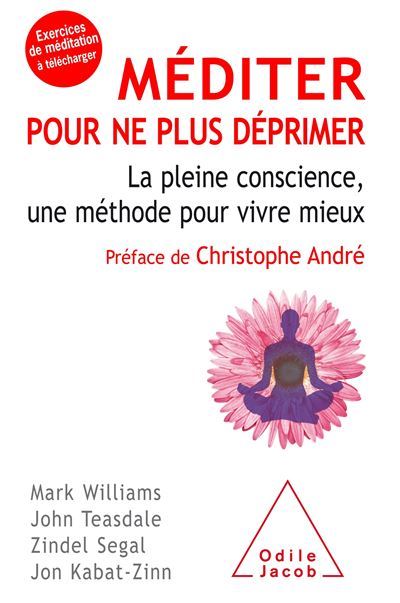 Exercices
de méditation
à télécharger
MÉDITER
POUR NE PLUS DÉPRIMER
La pleine conscience,
une méthode pour vivre mieux
Préface de Christophe André
Mark Williams
John Teasdale
Zindel Segal
Jon Kabat-Zinn
Odile
Jacob